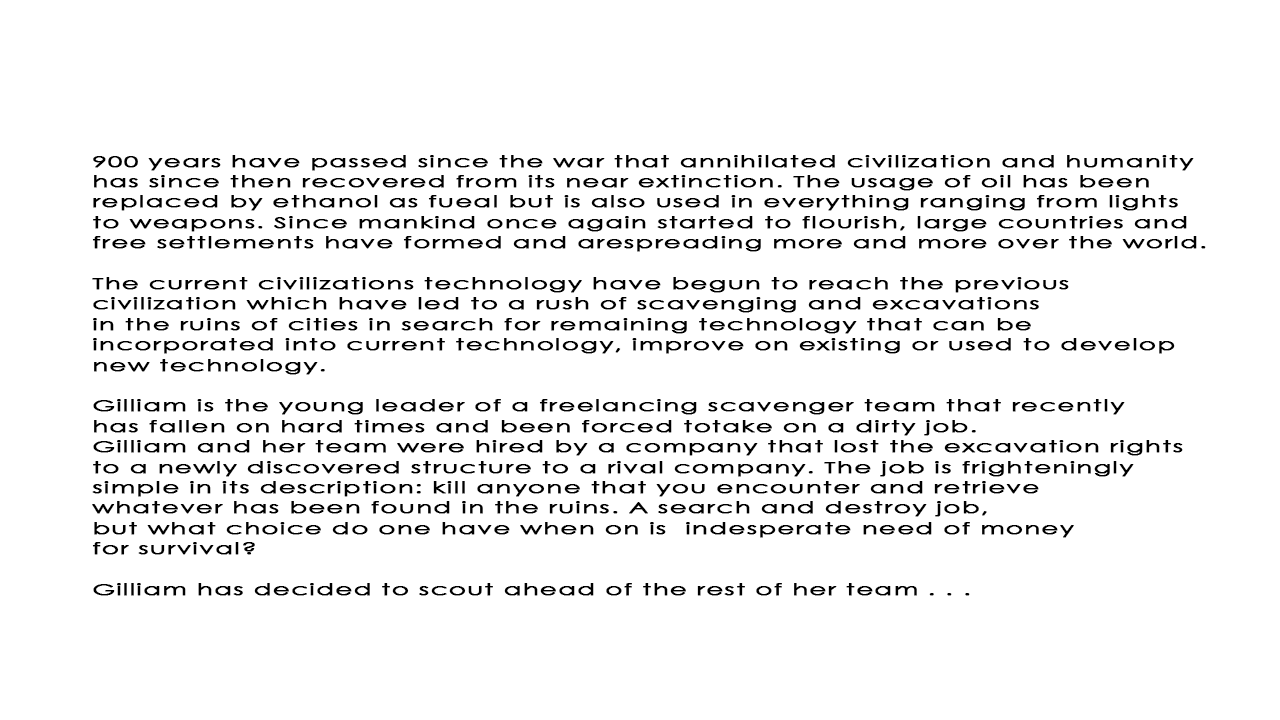 900 years have passed since the war that annihilated civilization and humanity
has since then recovered from its near extinction. The usage of oil has been
replaced by ethanol as fueal but is also used in everything ranging from lights
to weapons. Since mankind once again started to flourish, large countries and
free settlements have formed and arespreading more and more over the world.
The current civilizations technology have begun to reach the previous
civilization which have led to a rush of scavenging and excavations
in the ruins of cities in search for remaining technology that can be
incorporated into current technology, improve on existing or used to develop
new technology.
Gilliam is the young leader of a freelancing scavenger team that recently
has fallen on hard times and been forced totake on a dirty job.
Gilliam and her team were hired by a company that lost the excavation rights
to a newly discovered structure to a rival company. The job is frighteningly
simple in its description: kill anyone that you encounter and retrieve
whatever has been found in the ruins. A search and destroy job,
but what choice do one have when on is  indesperate need of money
for survival?
Gilliam has decided to scout ahead of the rest of her team . . .